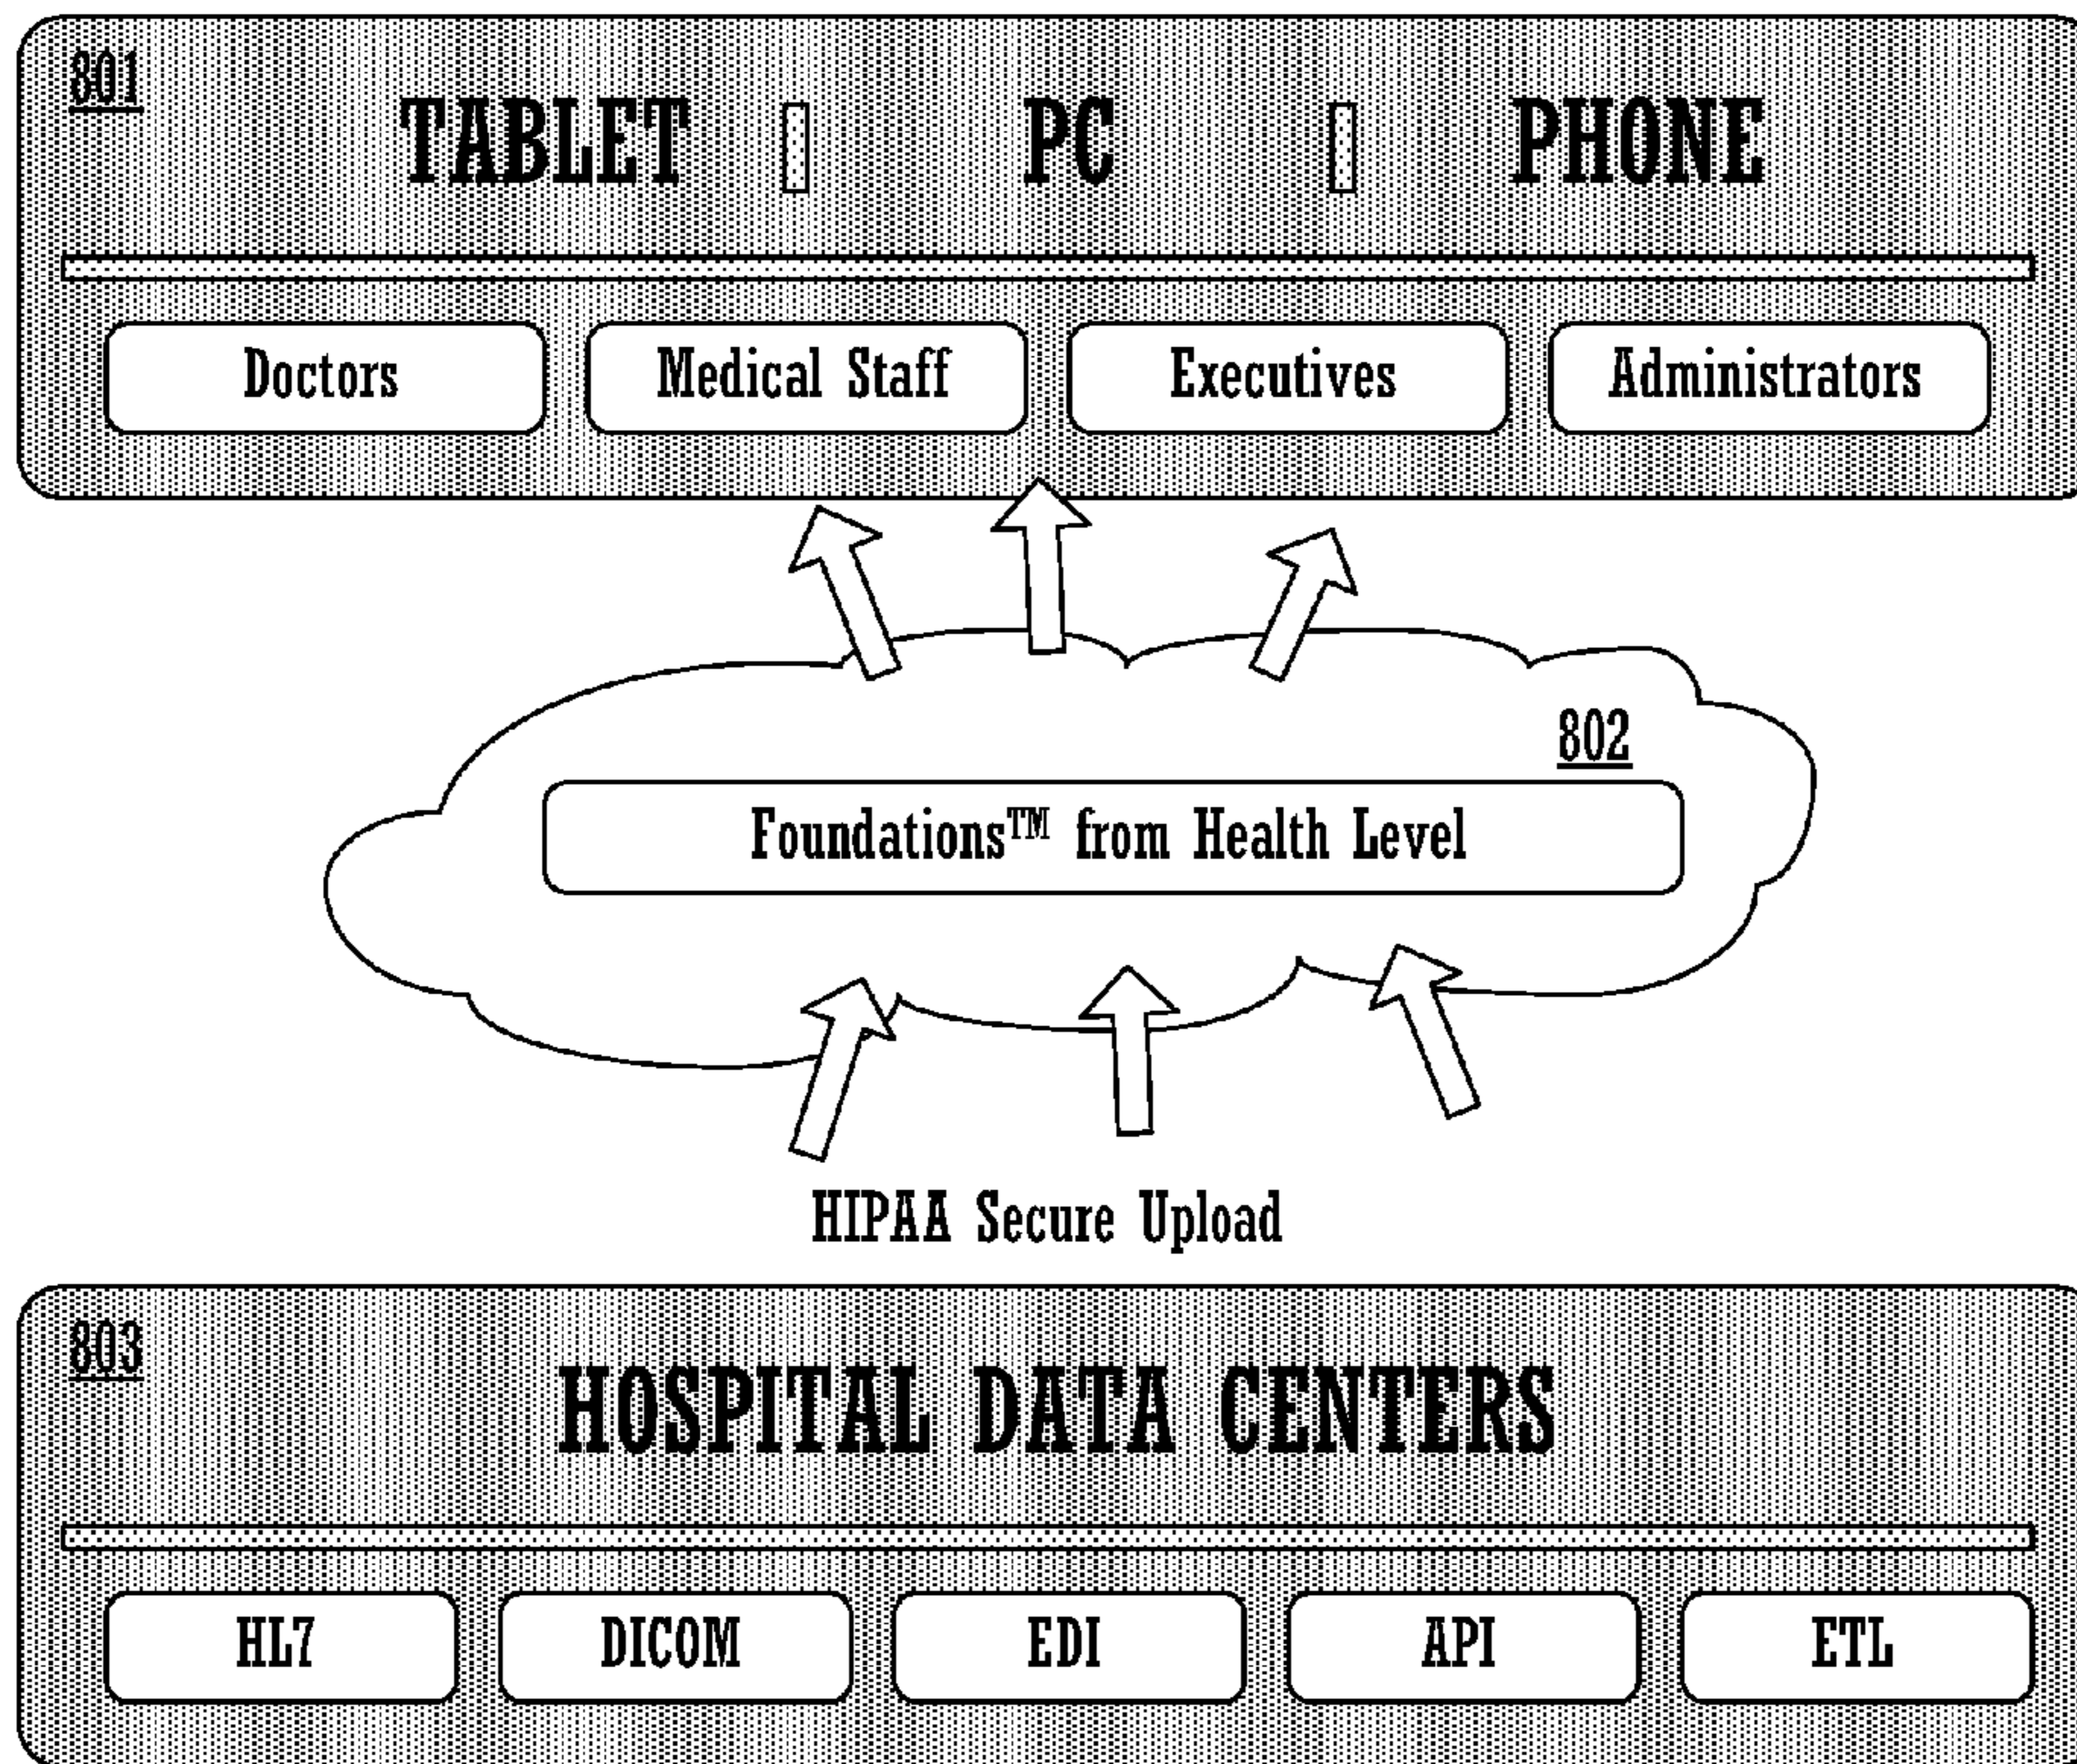 801
TABLET PC PHONE
Doctors Medical Staff Executives Administrators
802
Foundations™ from Health Level
HIPAA Secure Upload
803
HOSPITAL DATA CENTERS
HL7 DICOM EDI API ETL